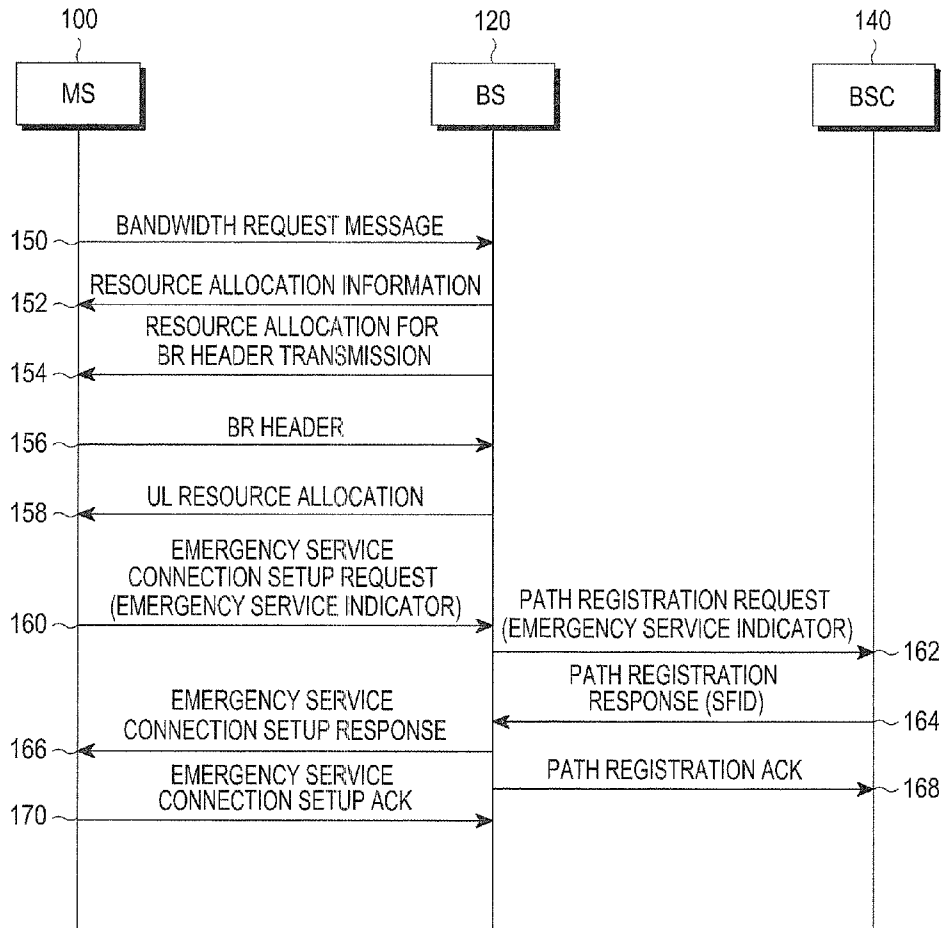 100
120
140
MS
BS
BSC
BANDWIDTH REQUEST MESSAGE
150
RESOURCE ALLOCATION INFORMATION
152
RESOURCE ALLOCATION FOR
BR HEADER TRANSMISSION
154
BR HEADER
156
UL RESOURCE ALLOCATION
158
EMERGENCY SERVICE
CONNECTION SETUP REQUEST
(EMERGENCY SERVICE INDICATOR)
160
PATH REGISTRATION REQUEST
(EMERGENCY SERVICE INDICATOR)
162
PATH REGISTRATION
RESPONSE (SFID)
164
EMERGENCY SERVICE
CONNECTION SETUP RESPONSE
166
PATH REGISTRATION ACK
168
EMERGENCY SERVICE
CONNECTION SETUP ACK
170